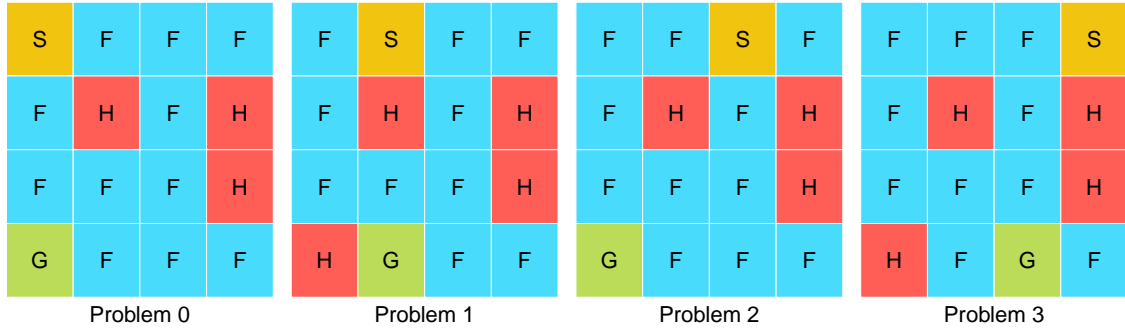 S F F F
F H F H
F F F H
G F F F
Problem 0
F S F F
F H F H
F F F H
H G F F
Problem 1
F F S F
F H F H
F F F H
G F F F
Problem 2
F F F S
F H F H
F F F H
H F G F
Problem 3